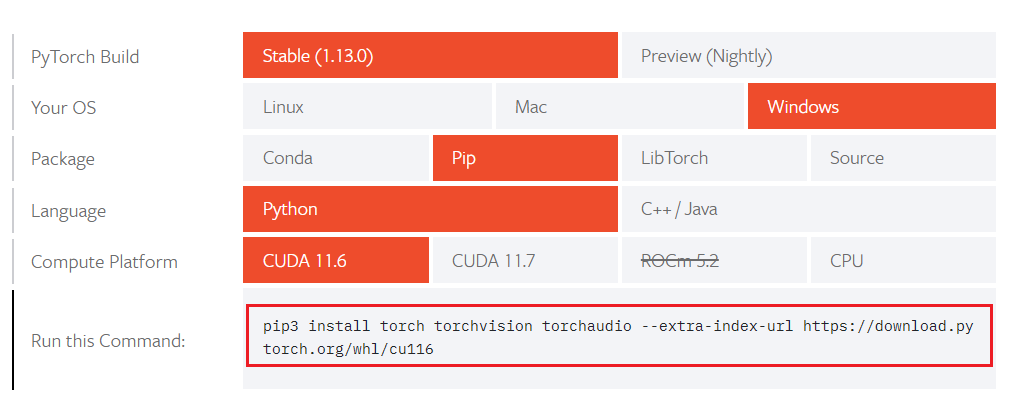 PyTorch Build
Stable (1.13.0)
Preview (Nightly)
Your OS
Linux
Mac
Windows
Package
Conda
Pip
LibTorch
Source
Language
Python
C++ / Java
Compute Platform
CUDA 11.6
CUDA 11.7
ROCm 5.2
CPU
Run this Command:
pip3 install torch torchvision torchaudio --extra-index-url https://download.py
torch.org/whl/cu116